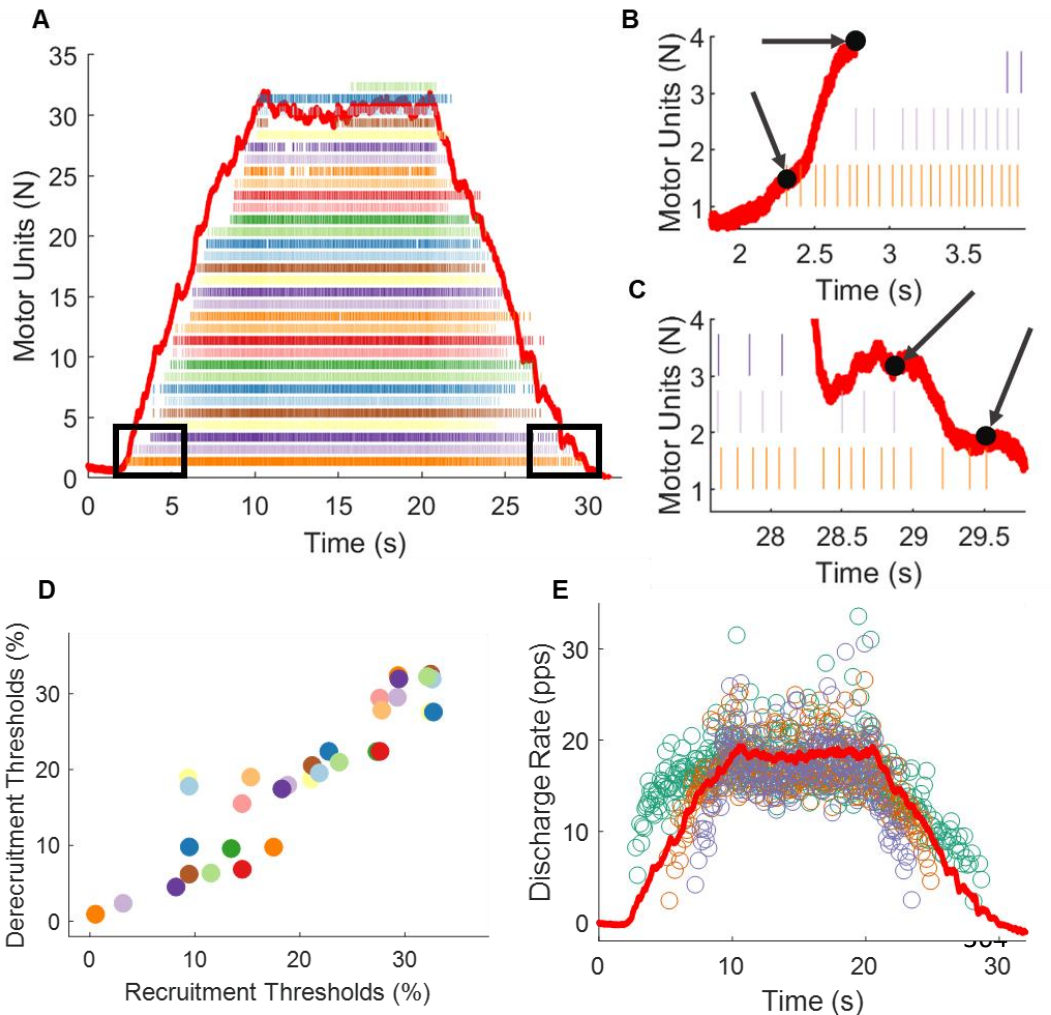 A
35
30
25
20
15
10
5
0
Motor Units (N)
0 5 10 15 20 25 30
Time (s)
B
4
3
2
1
Motor Units (N)
2 2.5 3 3.5
Time (s)
C
4
3
2
1
Motor Units (N)
28 28.5 29 29.5
Time (s)
D
30
20
10
0
Derecruitment Thresholds (%)
0 10 20 30
Recruitment Thresholds (%)
E
30
20
10
0
Discharge Rate (pps)
0 10 20 30
Time (s)